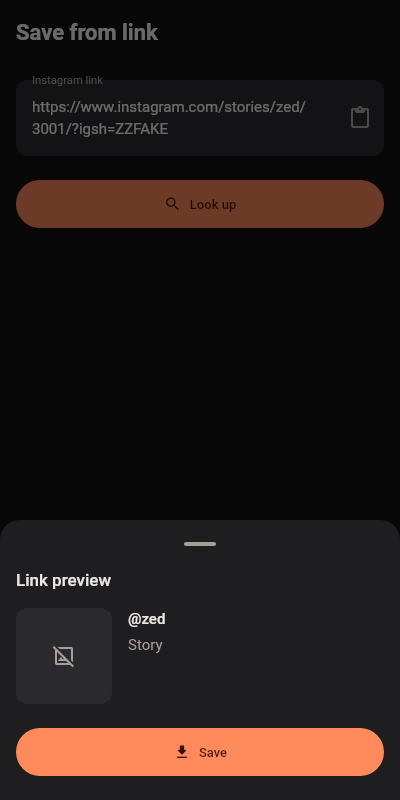 Save from link
Instagram link
https://www.instagram.com/stories/zed/
3001/?igsh=ZZFAKE
Look up
Link preview
@zed
Story
Save